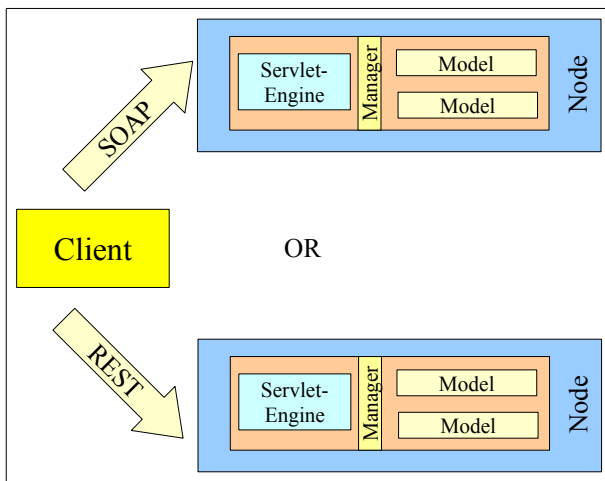 Servlet-
Engine
Manager
Model
Model
Node
SOAP
Client
OR
REST
Servlet-
Engine
Manager
Model
Model
Node